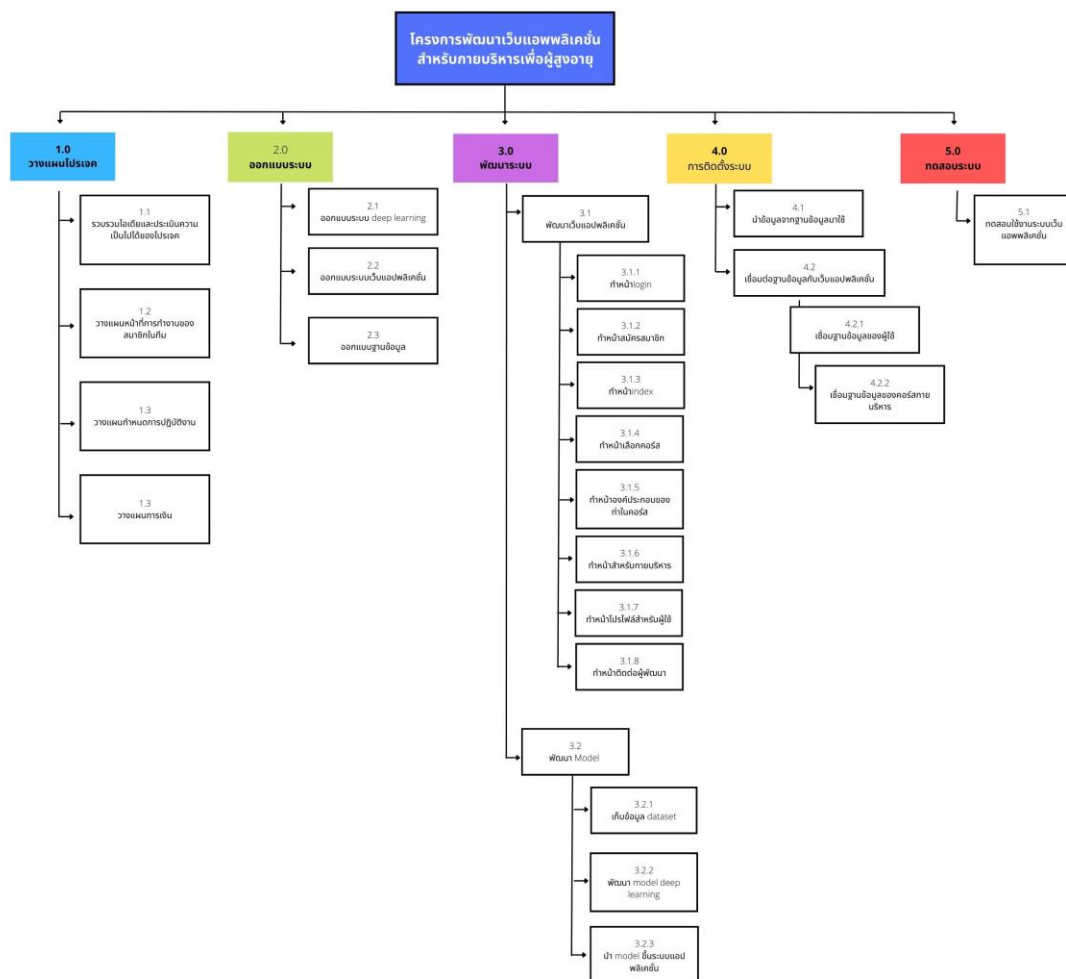 โครงการพัฒนาเว็บแอพพลิเคชั่น
สำหรับกายบริหารเพื่อผู้สูงอายุ
1.0
วางแผนโปรเจค
1.1
รวบรวมไอเดียและประเมินความ
เป็นไปได้ของโปรเจค
1.2
วางแผนหน้าที่การทำงานของ
สมาชิกในทีม
1.3
วางแผนกำหนดการปฏิบัติงาน
1.3
วางแผนการเงิน
2.0
ออกแบบระบบ
2.1
ออกแบบระบบ deep learning
2.2
ออกแบบระบบเว็บแอปพลิเคชั่น
2.3
ออกแบบฐานข้อมูล
3.0
พัฒนาระบบ
3.1
พัฒนาเว็บแอปพลิเคชั่น
3.1.1
ทำหน้าlogin
3.1.2
ทำหน้าสมัครสมาชิก
3.1.3
ทำหน้าindex
3.1.4
ทำหน้าเลือกคอร์ส
3.1.5
ทำหน้าองค์ประกอบของ
ท่าในคอร์ส
3.1.6
ทำหน้าสำหรับกายบริหาร
3.1.7
ทำหน้าโปรไฟล์สำหรับผู้ใช้
3.1.8
ทำหน้าติดต่อผู้พัฒนา
3.2
พัฒนา Model
3.2.1
เก็บข้อมูล dataset
3.2.2
พัฒนา model deep
learning
3.2.3
นำ model ขึ้นระบบแอป
พลิเคชั่น
4.0
การติดตั้งระบบ
4.1
นำข้อมูลจากฐานข้อมูลมาใช้
4.2
เชื่อมต่อฐานข้อมูลกับเว็บแอปพลิเคชั่น
4.2.1
เชื่อมฐานข้อมูลของผู้ใช้
4.2.2
เชื่อมฐานข้อมูลของคอร์สกาย
บริหาร
5.0
ทดสอบระบบ
5.1
ทดสอบใช้งานระบบเว็บ
แอพพลิเคชั่น